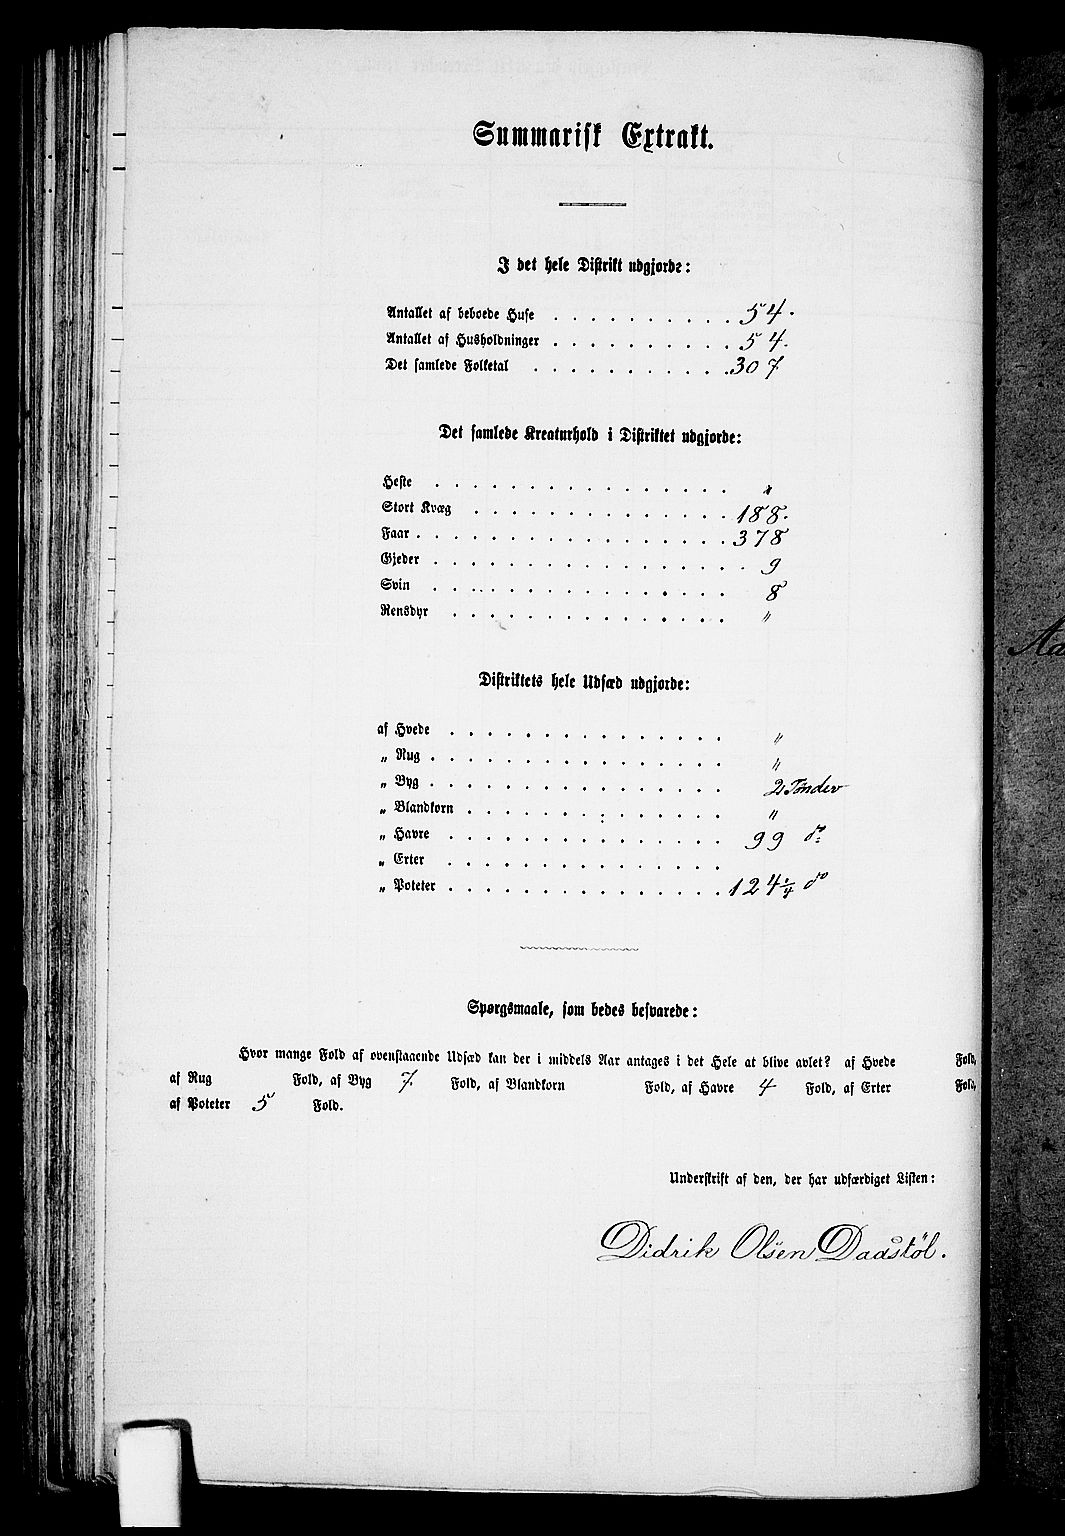 Summarisk Extrakt.
I det hele Distrikt udgjorde:
Antallet af beboede Huse . . . . . . . . . . 54.
Antallet af Husholdninger . . . . . . . . . . 54.
Det samlede Folketal . . . . . . . . . . . 307.
Det samlede Kreaturhold i Distriktet udgjorde:
Heste . . . . . . . . . . . . . . . . "
Stort Kvæg . . . . . . . . . . . . . . 188.
Faar . . . . . . . . . . . . . . . . . 378
Gjeder . . . . . . . . . . . . . . . . . 9
Svin . . . . . . . . . . . . . . . . 8
Rensdyr . . . . . . . . . . . . . . . "
Distriktets hele Udsæd udgjorde:
af Hvede . . . . . . . . . . . . . . . "
„ Rug . . . . . . . . . . . . . . . . "
„ Byg . . . . . . . . . . . . . . . . 2 Tønder
„ Blandkorn . . . . . . . . . . . . . . "
„ Havre . . . . . . . . . . . . . . . 99 do
„ Erter . . . . . . . . . . . . . . .
„ Poteter . . . . . . . . . . . . . . . 124 1/4 do
Spørgsmaale, som bedes besvarede:
Hvor mange Fold af ovenstaaende Udsæd kan der i middels Aar antages i det Hele at blive avlet? af Hvede Fold,
af Rug Fold, af Byg 7. Fold, af Blandkorn Fold, af Havre 4 Fold, af Erter Fold,
af Poteter 5 Fold.
Underskrift af den, der har udfærdiget Listen:
Didrik Olsen Dadstøl.